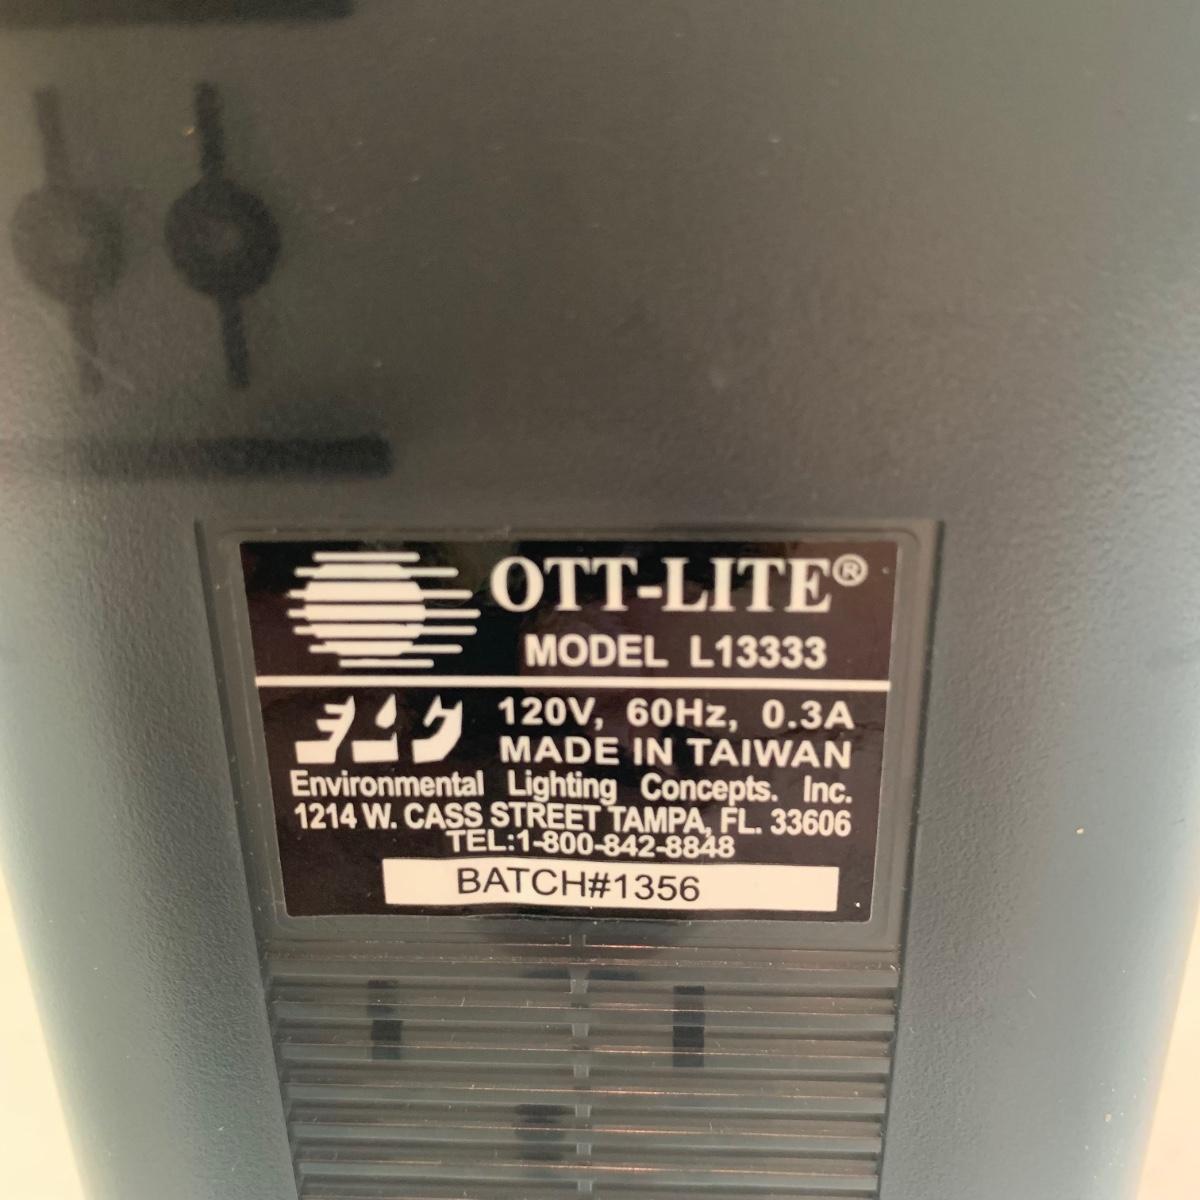 OTT-LITE®
MODEL L13333
120V, 60Hz, 0.3A
MADE IN TAIWAN
Environmental Lighting Concepts. Inc.
1214 W. CASS STREET TAMPA, FL. 33606
TEL:1-800-842-8848
BATCH#1356